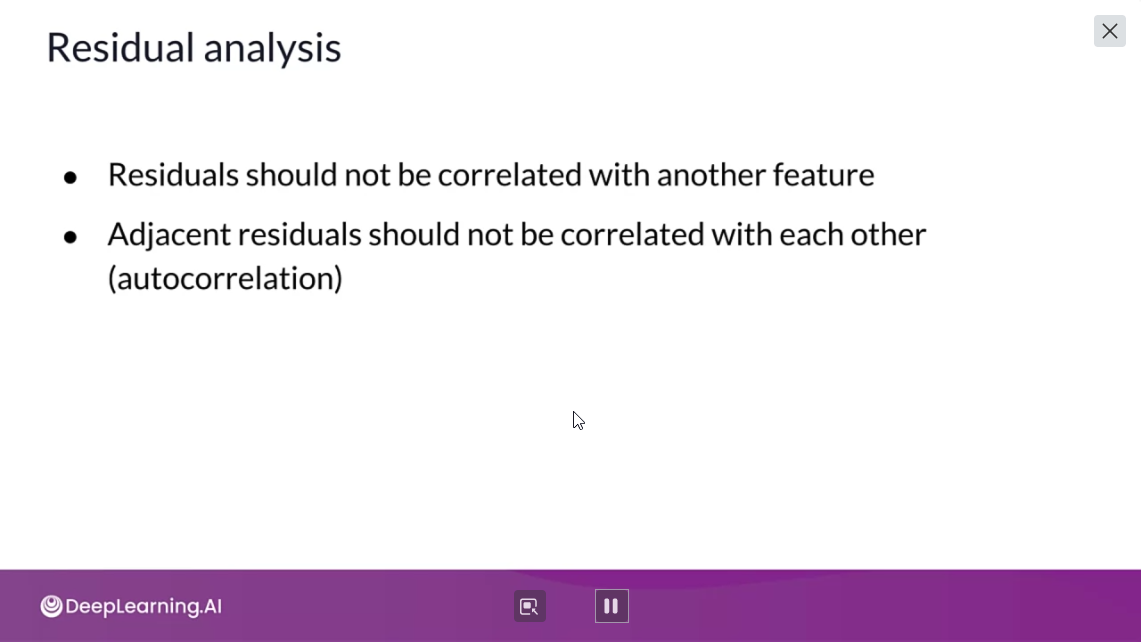 Residual analysis
● Residuals should not be correlated with another feature
● Adjacent residuals should not be correlated with each other
(autocorrelation)
DeepLearning.AI